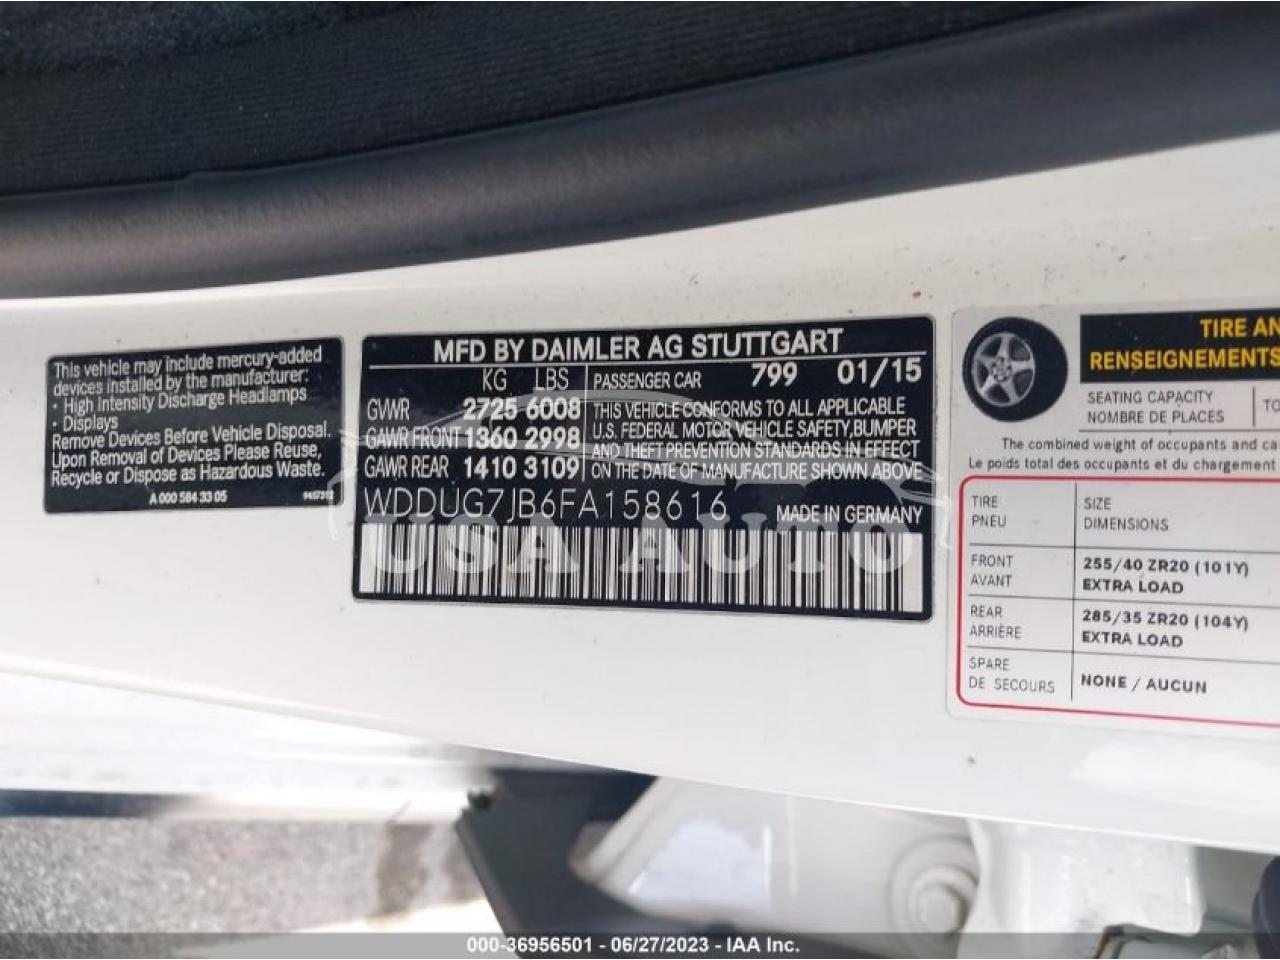 This vehicle may include mercury-added
devices installed by the manufacturer:
• High Intensity Discharge Headlamps
• Displays
Remove Devices Before Vehicle Disposal.
Upon Removal of Devices Please Reuse,
Recycle or Dispose as Hazardous Waste.
A 000 584 33 05
MFD BY DAIMLER AG STUTTGART
KG LBS
GVWR 2725 6008
GAWR FRONT 1360 2998
GAWR REAR 1410 3109
PASSENGER CAR 799 01/15
THIS VEHICLE CONFORMS TO ALL APPLICABLE
U.S. FEDERAL MOTOR VEHICLE SAFETY, BUMPER
AND THEFT PREVENTION STANDARDS IN EFFECT
ON THE DATE OF MANUFACTURE SHOWN ABOVE
WDDUG7JB6FA158616 MADE IN GERMANY
USA AUTO
TIRE AN
RENSEIGNEMENTS
SEATING CAPACITY
NOMBRE DE PLACES
TO
The combined weight of occupants and ca
Le poids total des occupants et du chargement
TIRE SIZE
PNEU DIMENSIONS
FRONT 255/40 ZR20 (101Y)
AVANT EXTRA LOAD
REAR 285/35 ZR20 (104Y)
ARRIÈRE EXTRA LOAD
SPARE
DE SECOURS NONE / AUCUN
000-36956501 - 06/27/2023 - IAA Inc.